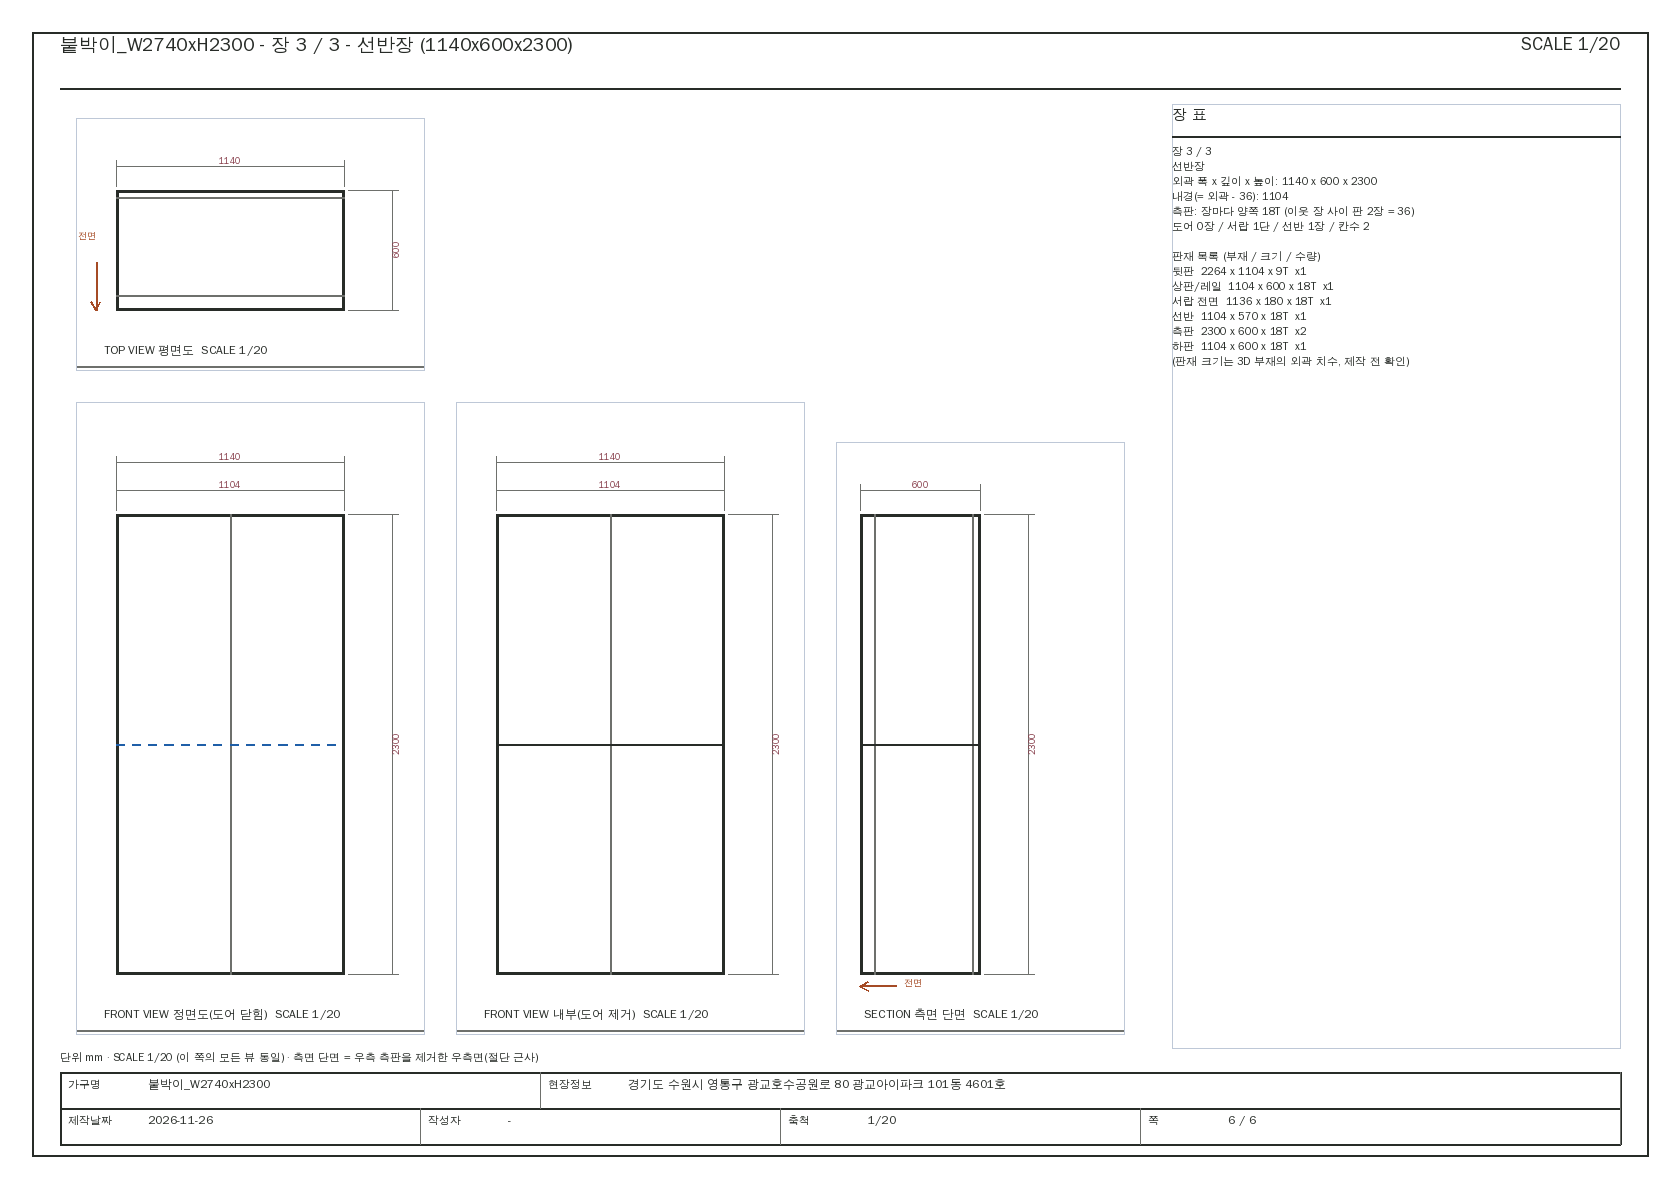 붙박이_W2740xH2300 - 장 3 / 3 - 선반장 (1140x600x2300)
SCALE 1/20
1140
600
전면
TOP VIEW 평면도 SCALE 1/20
장 표
장 3 / 3
선반장
외곽 폭 x 깊이 x 높이: 1140 x 600 x 2300
내경(= 외곽 - 36): 1104
측판: 장마다 양쪽 18T (이웃 장 사이 판 2장 = 36)
도어 0장 / 서랍 1단 / 선반 1장 / 칸수 2
판재 목록 (부재 / 크기 / 수량)
뒷판 2264 x 1104 x 9T x1
상판/레일 1104 x 600 x 18T x1
서랍 전면 1136 x 180 x 18T x1
선반 1104 x 570 x 18T x1
측판 2300 x 600 x 18T x2
하판 1104 x 600 x 18T x1
(판재 크기는 3D 부재의 외곽 치수, 제작 전 확인)
1140
1104
2300
FRONT VIEW 정면도(도어 닫힘) SCALE 1/20
1140
1104
2300
FRONT VIEW 내부(도어 제거) SCALE 1/20
600
2300
전면
SECTION 측면 단면 SCALE 1/20
단위 mm · SCALE 1/20 (이 쪽의 모든 뷰 통일) · 측면 단면 = 우측 측판을 제거한 우측면(절단 근사)
가구명 붙박이_W2740xH2300 현장정보 경기도 수원시 영통구 광교호수공원로 80 광교아이파크 101동 4601호
제작날짜 2026-11-26 작성자 - 축척 1/20 쪽 6 / 6